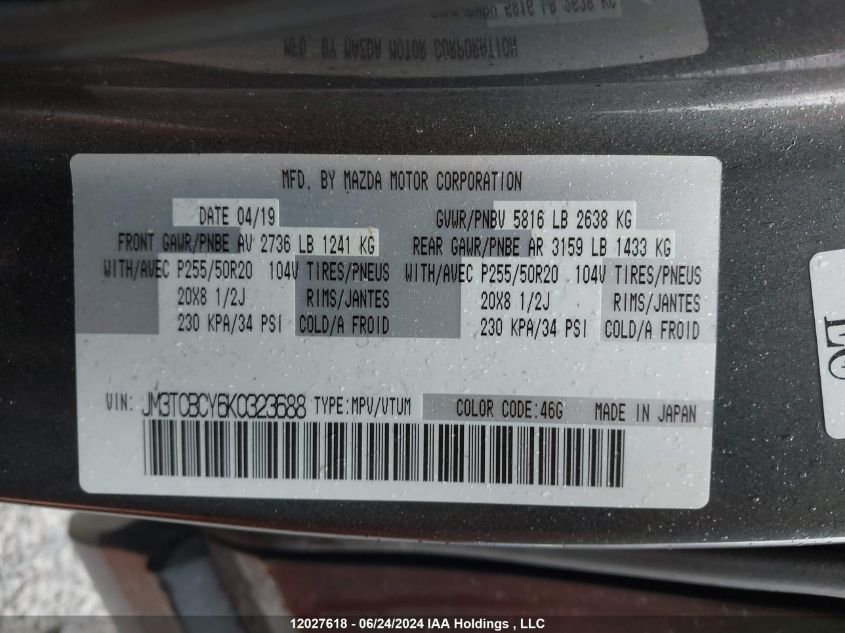 MFD. BY MAZDA MOTOR CORPORATION
DATE 04/19 GVWR/PNBV 5816 LB 2638 KG
FRONT GAWR/PNBE AV 2736 LB 1241 KG REAR GAWR/PNBE AR 3159 LB 1433 KG
WITH/AVEC P255/50R20 104V TIRES/PNEUS WITH/AVEC P255/50R20 104V TIRES/PNEUS
20X8 1/2J RIMS/JANTES 20X8 1/2J RIMS/JANTES
230 KPA/34 PSI COLD/A FROID 230 KPA/34 PSI COLD/A FROID
VIN: JM3TCBCY6K0323688 TYPE:MPV/VTUM COLOR CODE:46G MADE IN JAPAN
12027618 - 06/24/2024 IAA Holdings , LLC